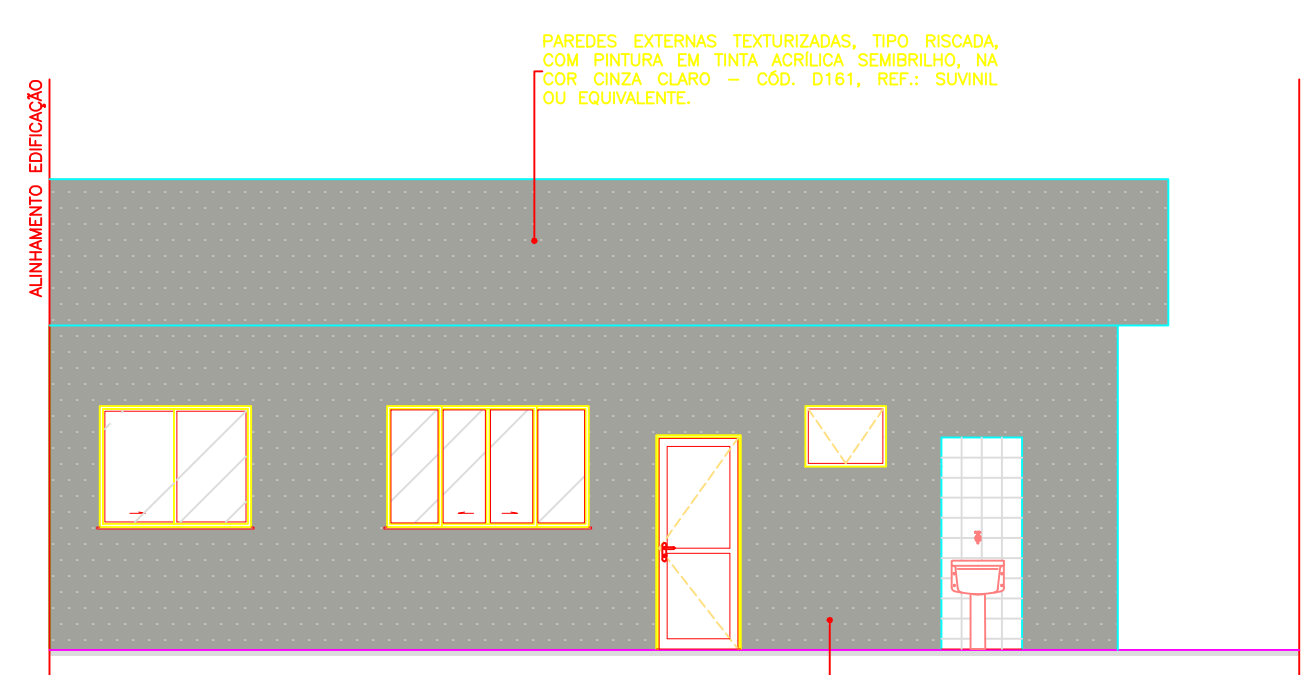 PAREDES EXTERNAS TEXTURIZADAS, TIPO RISCADA,
COM PINTURA EM TINTA ACRÍLICA SEMIBRILHO, NA
COR CINZA CLARO – CÓD. D161, REF.: SUVINIL
OU EQUIVALENTE.
ALINHAMENTO EDIFICAÇÃO